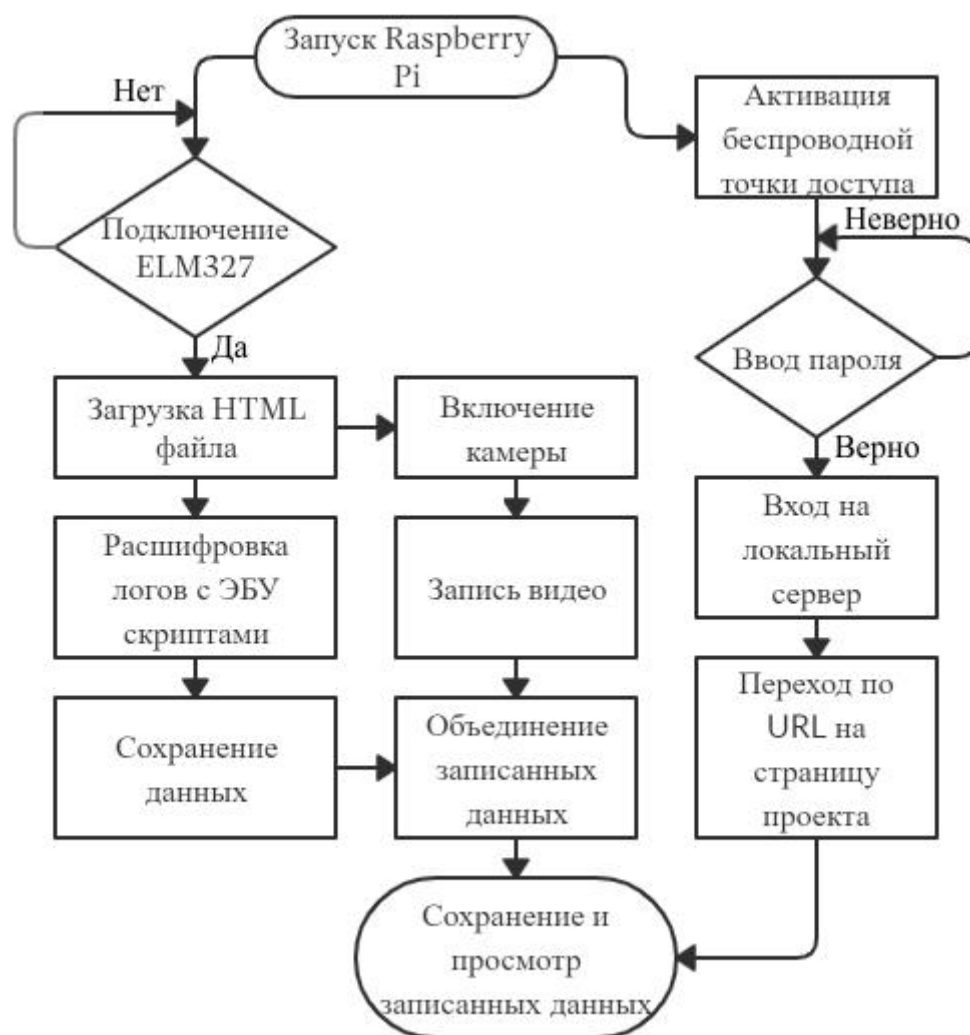 Запуск Raspberry
Pi
Нет
Активация
беспроводной
точки доступа
Неверно
Подключение
ELM327
Да
Ввод пароля
Верно
Загрузка HTML
файла
Включение
камеры
Вход на
локальный
сервер
Расшифровка
логов с ЭБУ
скриптами
Запись видео
Переход по
URL на
страницу
проекта
Сохранение
данных
Объединение
записанных
данных
Сохранение и
просмотр
записанных данных